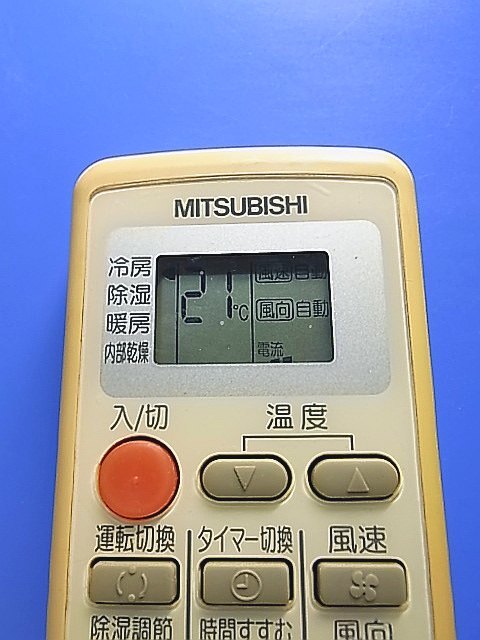 MITSUBISHI
冷房
除湿
暖房
内部乾燥
風速 自動
21℃
風向 自動
電流
入/切
温度
運転切換
タイマー切換
風速
除湿調節
時間すすむ
風向